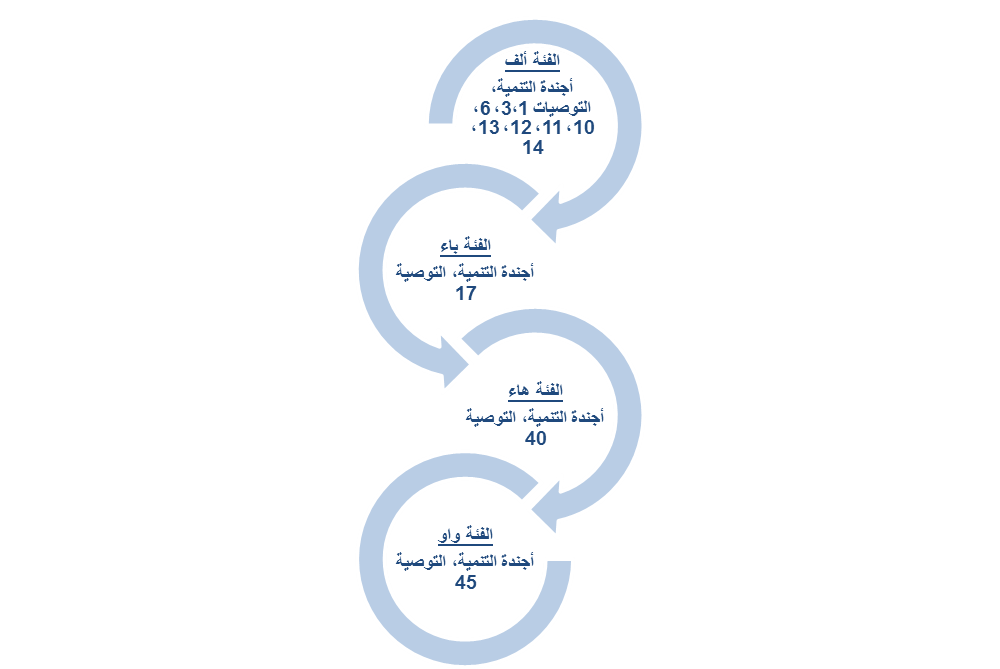 الفئة ألف
أجندة التنمية،
التوصيات 1،3، 6،
10، 11، 12، 13،
14
الفئة باء
أجندة التنمية، التوصية
17
الفئة هاء
أجندة التنمية، التوصية
40
الفئة واو
أجندة التنمية، التوصية
45